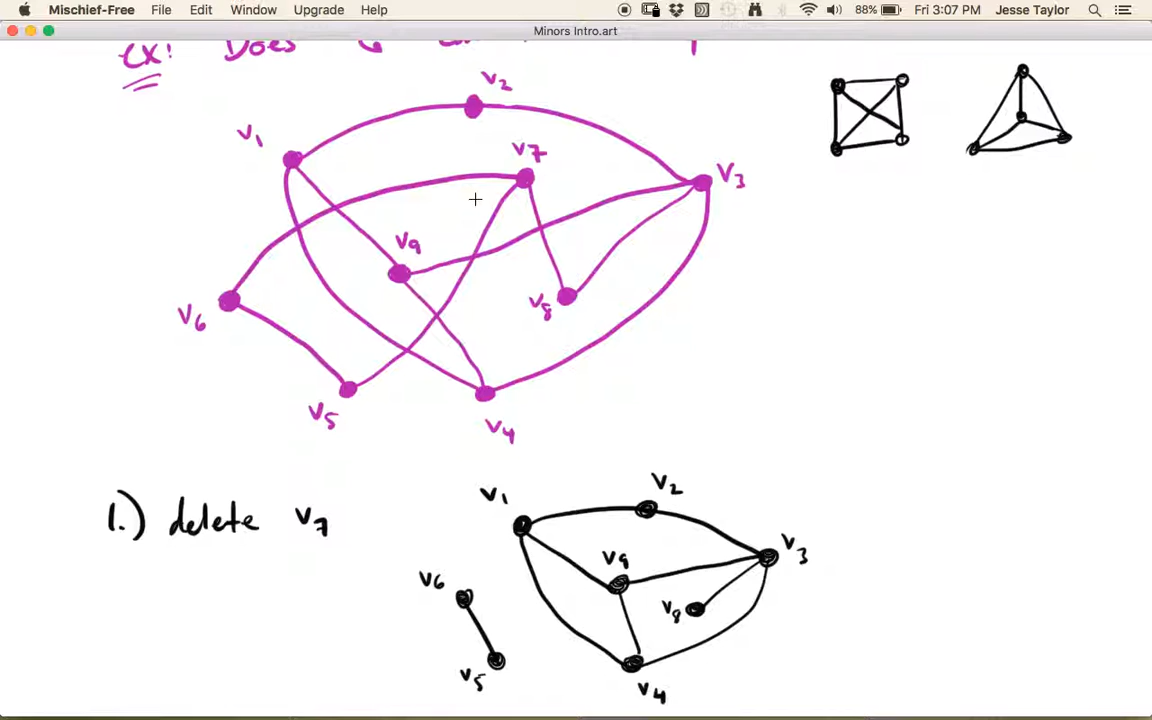 Mischief-Free File Edit Window Upgrade Help 88% Fri 3:07 PM Jesse Taylor
Minors Intro.art
ex: Does G
v2
v1
v7
v3
v9
v6
v8
v5
v4
1.) delete v7
v1
v2
v3
v9
v6
v8
v5
v4